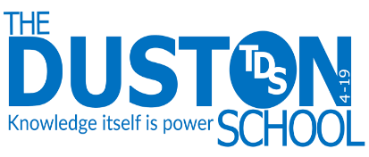 THE
DUSTON
TDS
4-19
Knowledge itself is power
SCHOOL